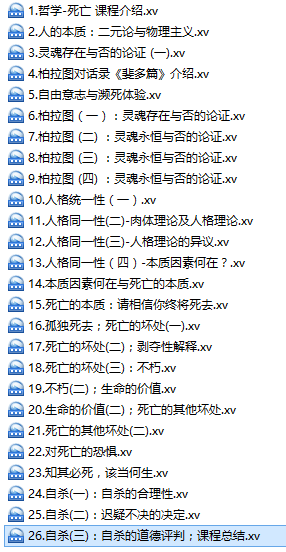 1.哲学-死亡 课程介绍.xv
2.人的本质：二元论与物理主义.xv
3.灵魂存在与否的论证 (一).xv
4.柏拉图对话录《斐多篇》介绍.xv
5.自由意志与濒死体验.xv
6.柏拉图（一）：灵魂存在与否的论证.xv
7.柏拉图 (二) ：灵魂永恒与否的论证.xv
8.柏拉图 (三) ：灵魂永恒与否的论证.xv
9.柏拉图 (四) ：灵魂永恒与否的论证.xv
10.人格统一性（一）.xv
11.人格同一性(二)-肉体理论及人格理论.xv
12.人格同一性(三)-人格理论的异议.xv
13.人格同一性（四）-本质因素何在？.xv
14.本质因素何在与死亡的本质.xv
15.死亡的本质：请相信你终将死去.xv
16.孤独死去；死亡的坏处(一).xv
17.死亡的坏处(二)；剥夺性解释.xv
18.死亡的坏处(三)：不朽.xv
19.不朽(二)；生命的价值.xv
20.生命的价值(二)；死亡的其他坏处.xv
21.死亡的其他坏处(二).xv
22.对死亡的恐惧.xv
23.知其必死，该当何生.xv
24.自杀(一)：自杀的合理性.xv
25.自杀(二)：迟疑不决的决定.xv
26.自杀(三)：自杀的道德评判；课程总结.xv